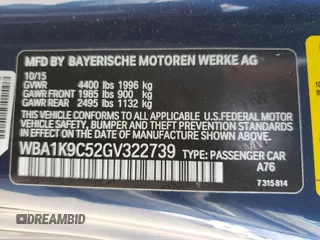 MFD BY BAYERISCHE MOTOREN WERKE AG
10/15
GVWR 4400 lbs 1996 kg
GAWR FRONT 1985 lbs 900 kg
GAWR REAR 2495 lbs 1132 kg
THIS VEHICLE CONFORMS TO ALL APPLICABLE
U.S.FEDERAL MOTOR
VEHICLE SAFETY, BUMPER, AND THEFT PREVENTION
STANDARDS IN EFFECT ON THE DATE OF
MANUFACTURE SHOWN ABOVE.
WBA1K9C52GV322739 TYPE: PASSENGER CAR
A76
7 315 814
AUTOBIDMASTER